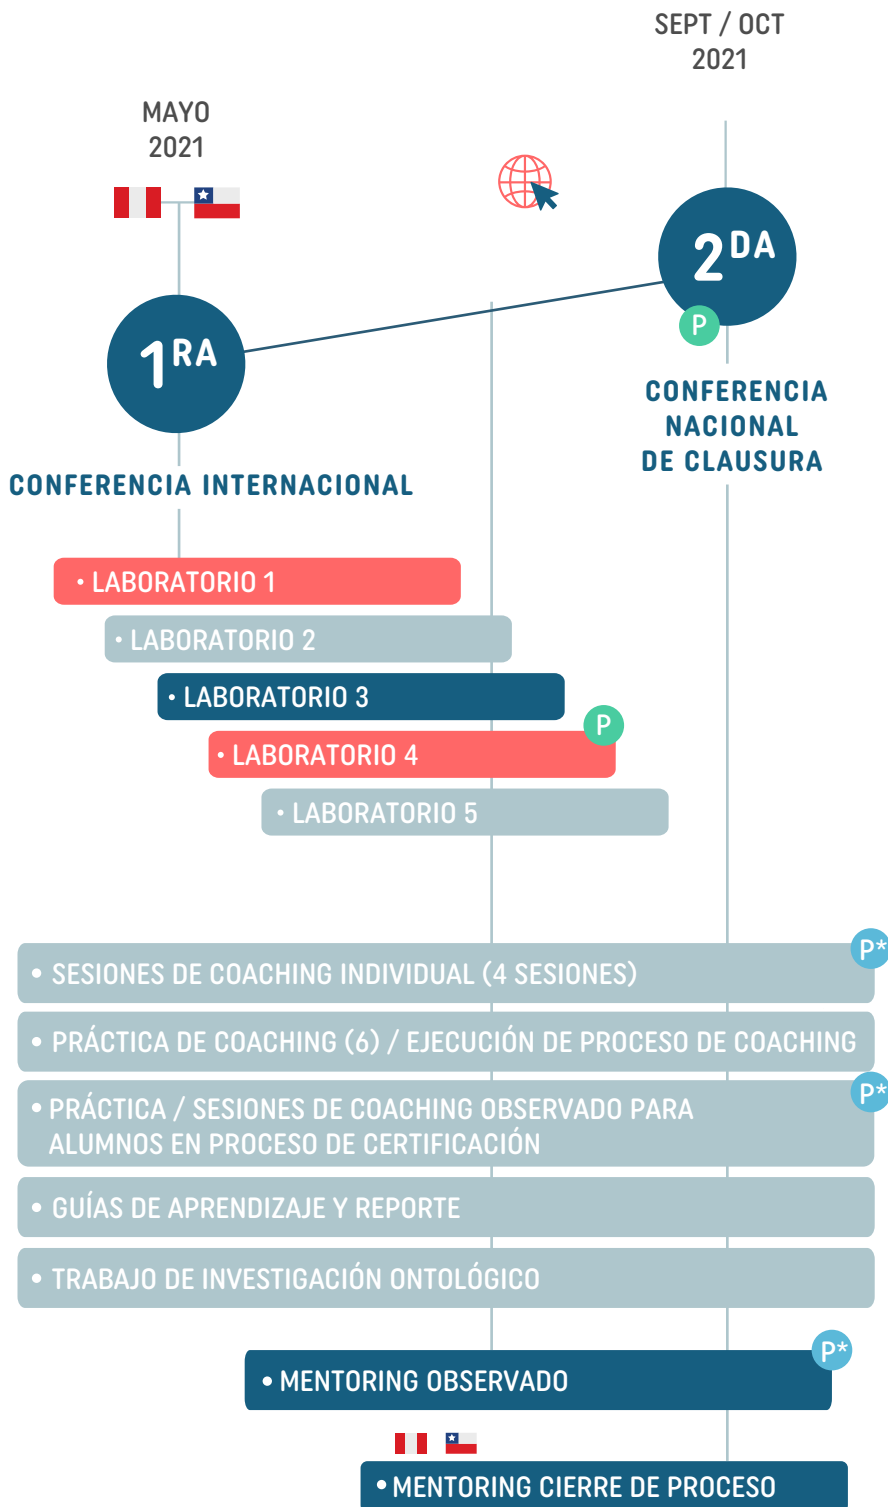 SEPT / OCT
2021
MAYO
2021
2DA
P
1RA
CONFERENCIA
NACIONAL
DE CLAUSURA
CONFERENCIA INTERNACIONAL
• LABORATORIO 1
• LABORATORIO 2
• LABORATORIO 3
P
• LABORATORIO 4
• LABORATORIO 5
P*
• SESIONES DE COACHING INDIVIDUAL (4 SESIONES)
• PRÁCTICA DE COACHING (6) / EJECUCIÓN DE PROCESO DE COACHING
P*
• PRÁCTICA / SESIONES DE COACHING OBSERVADO PARA
ALUMNOS EN PROCESO DE CERTIFICACIÓN
• GUÍAS DE APRENDIZAJE Y REPORTE
• TRABAJO DE INVESTIGACIÓN ONTOLÓGICO
P*
• MENTORING OBSERVADO
• MENTORING CIERRE DE PROCESO